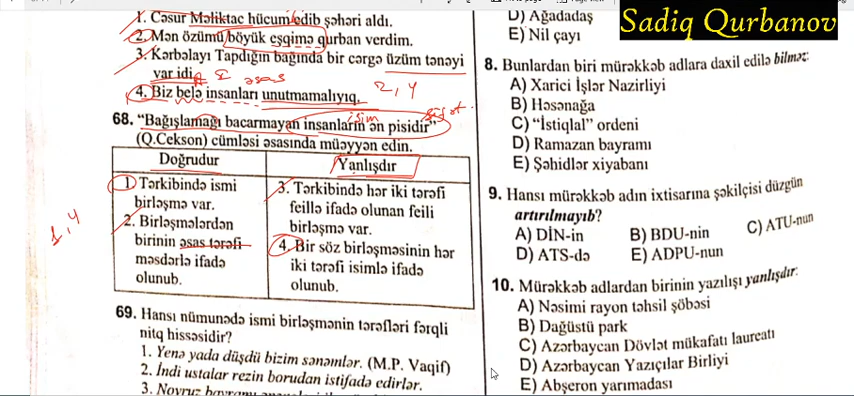 1. Cəsur Məliktac hücum edib şəhəri aldı.
2. Mən özümü böyük eşqimə qurban verdim.
3. Kərbəlayı Tapdığın bağında bir cərgə üzüm tənəyi
var idi.
I əsas
4. Biz belə insanları unutmamalıyıq.
2, 4
isim
68. “Bağışlamağı bacarmayan insanların ən pisidir”
(Q.Cekson) cümləsi əsasında müəyyən edin.
Doğrudur
Yanlışdır
1. Tərkibində ismi
birləşmə var.
2. Birləşmələrdən
birinin əsas tərəfi
məsdərlə ifadə
olunub.
3. Tərkibində hər iki tərəfi
feillə ifadə olunan feili
birləşmə var.
4. Bir söz birləşməsinin hər
iki tərəfi isimlə ifadə
olunub.
1, 4
69. Hansı nümunədə ismi birləşmənin tərəfləri fərqli
nitq hissəsidir?
1. Yenə yada düşdü bizim sənəmlər. (M.P. Vaqif)
2. İndi ustalar rezin borudan istifadə edirlər.
3. Novruz bayramı
Sadiq Qurbanov
D) Ağadadaş
E) Nil çayı
8. Bunlardan biri mürəkkəb adlara daxil edilə bilməz:
A) Xarici İşlər Nazirliyi
B) Həsənağa
C) “İstiqlal” ordeni
D) Ramazan bayramı
E) Şəhidlər xiyabanı
9. Hansı mürəkkəb adın ixtisarına şəkilçisi düzgün
artırılmayıb?
A) DİN-in B) BDU-nin C) ATU-nun
D) ATS-də E) ADPU-nun
10. Mürəkkəb adlardan birinin yazılışı yanlışdır:
A) Nəsimi rayon təhsil şöbəsi
B) Dağüstü park
C) Azərbaycan Dövlət mükafatı laureatı
D) Azərbaycan Yazıçılar Birliyi
E) Abşeron yarımadası